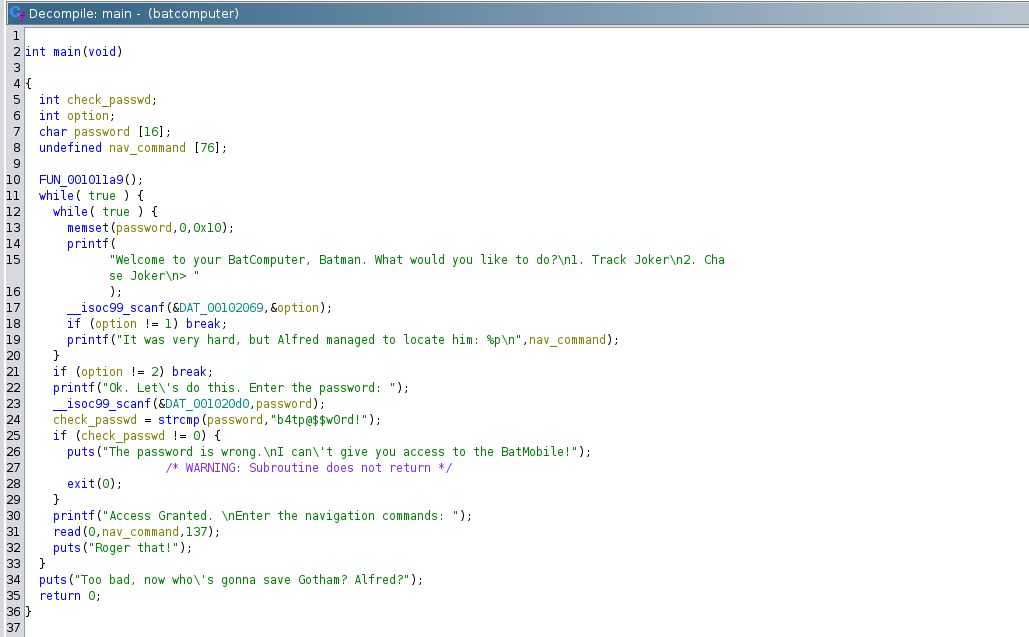 Decompile: main - (batcomputer)
1
2 int main(void)
3
4 {
5 int check_passwd;
6 int option;
7 char password [16];
8 undefined nav_command [76];
9
10 FUN_001011a9();
11 while( true ) {
12 while( true ) {
13 memset(password,0,0x10);
14 printf(
15 "Welcome to your BatComputer, Batman. What would you like to do?\n1. Track Joker\n2. Cha
se Joker\n> "
16 );
17 __isoc99_scanf(&DAT_00102069,&option);
18 if (option != 1) break;
19 printf("It was very hard, but Alfred managed to locate him: %p\n",nav_command);
20 }
21 if (option != 2) break;
22 printf("Ok. Let\'s do this. Enter the password: ");
23 __isoc99_scanf(&DAT_001020d0,password);
24 check_passwd = strcmp(password,"b4tp@$$w0rd!");
25 if (check_passwd != 0) {
26 puts("The password is wrong.\nI can\'t give you access to the BatMobile!");
27 /* WARNING: Subroutine does not return */
28 exit(0);
29 }
30 printf("Access Granted. \nEnter the navigation commands: ");
31 read(0,nav_command,137);
32 puts("Roger that!");
33 }
34 puts("Too bad, now who\'s gonna save Gotham? Alfred?");
35 return 0;
36 }
37